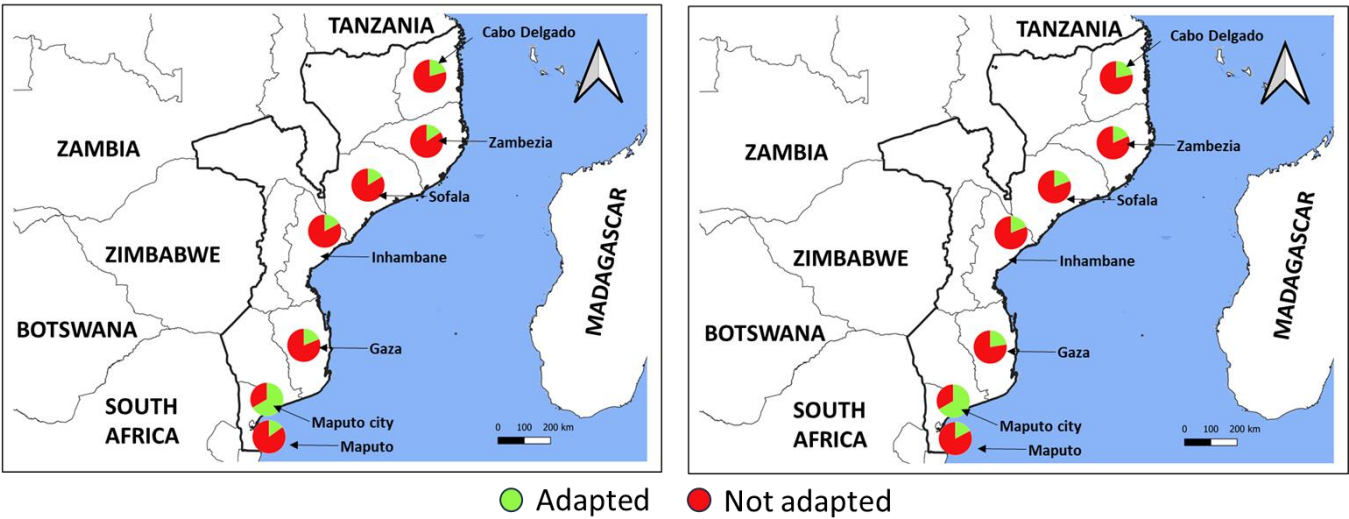 TANZANIA
Cabo Delgado
ZAMBIA
Zambezia
Sofala
ZIMBABWE
Inhambane
MADAGASCAR
BOTSWANA
Gaza
SOUTH
AFRICA
Maputo city
Maputo
0 100 200 km
TANZANIA
Cabo Delgado
ZAMBIA
Zambezia
Sofala
ZIMBABWE
Inhambane
MADAGASCAR
BOTSWANA
Gaza
SOUTH
AFRICA
Maputo city
Maputo
0 100 200 km
Adapted Not adapted